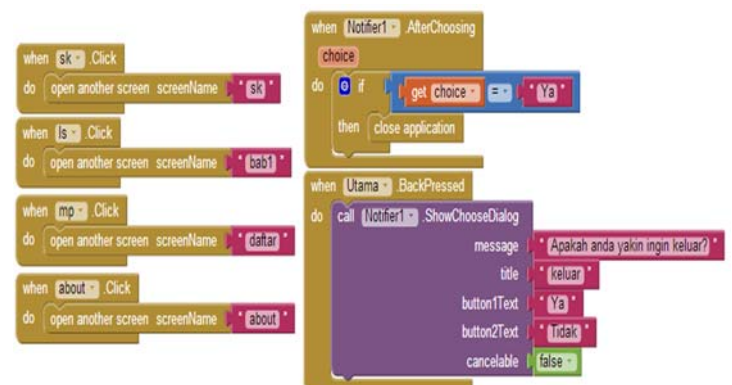 when sk .Click
do open another screen screenName " sk "
when ls .Click
do open another screen screenName " bab1 "
when mp .Click
do open another screen screenName " daftar "
when about .Click
do open another screen screenName " about "
when Notifier1 .AfterChoosing
choice
do if get choice = " Ya "
then close application
when Utama .BackPressed
do call Notifier1 .ShowChooseDialog
message " Apakah anda yakin ingin keluar? "
title " keluar "
button1Text " Ya "
button2Text " Tidak "
cancelable false